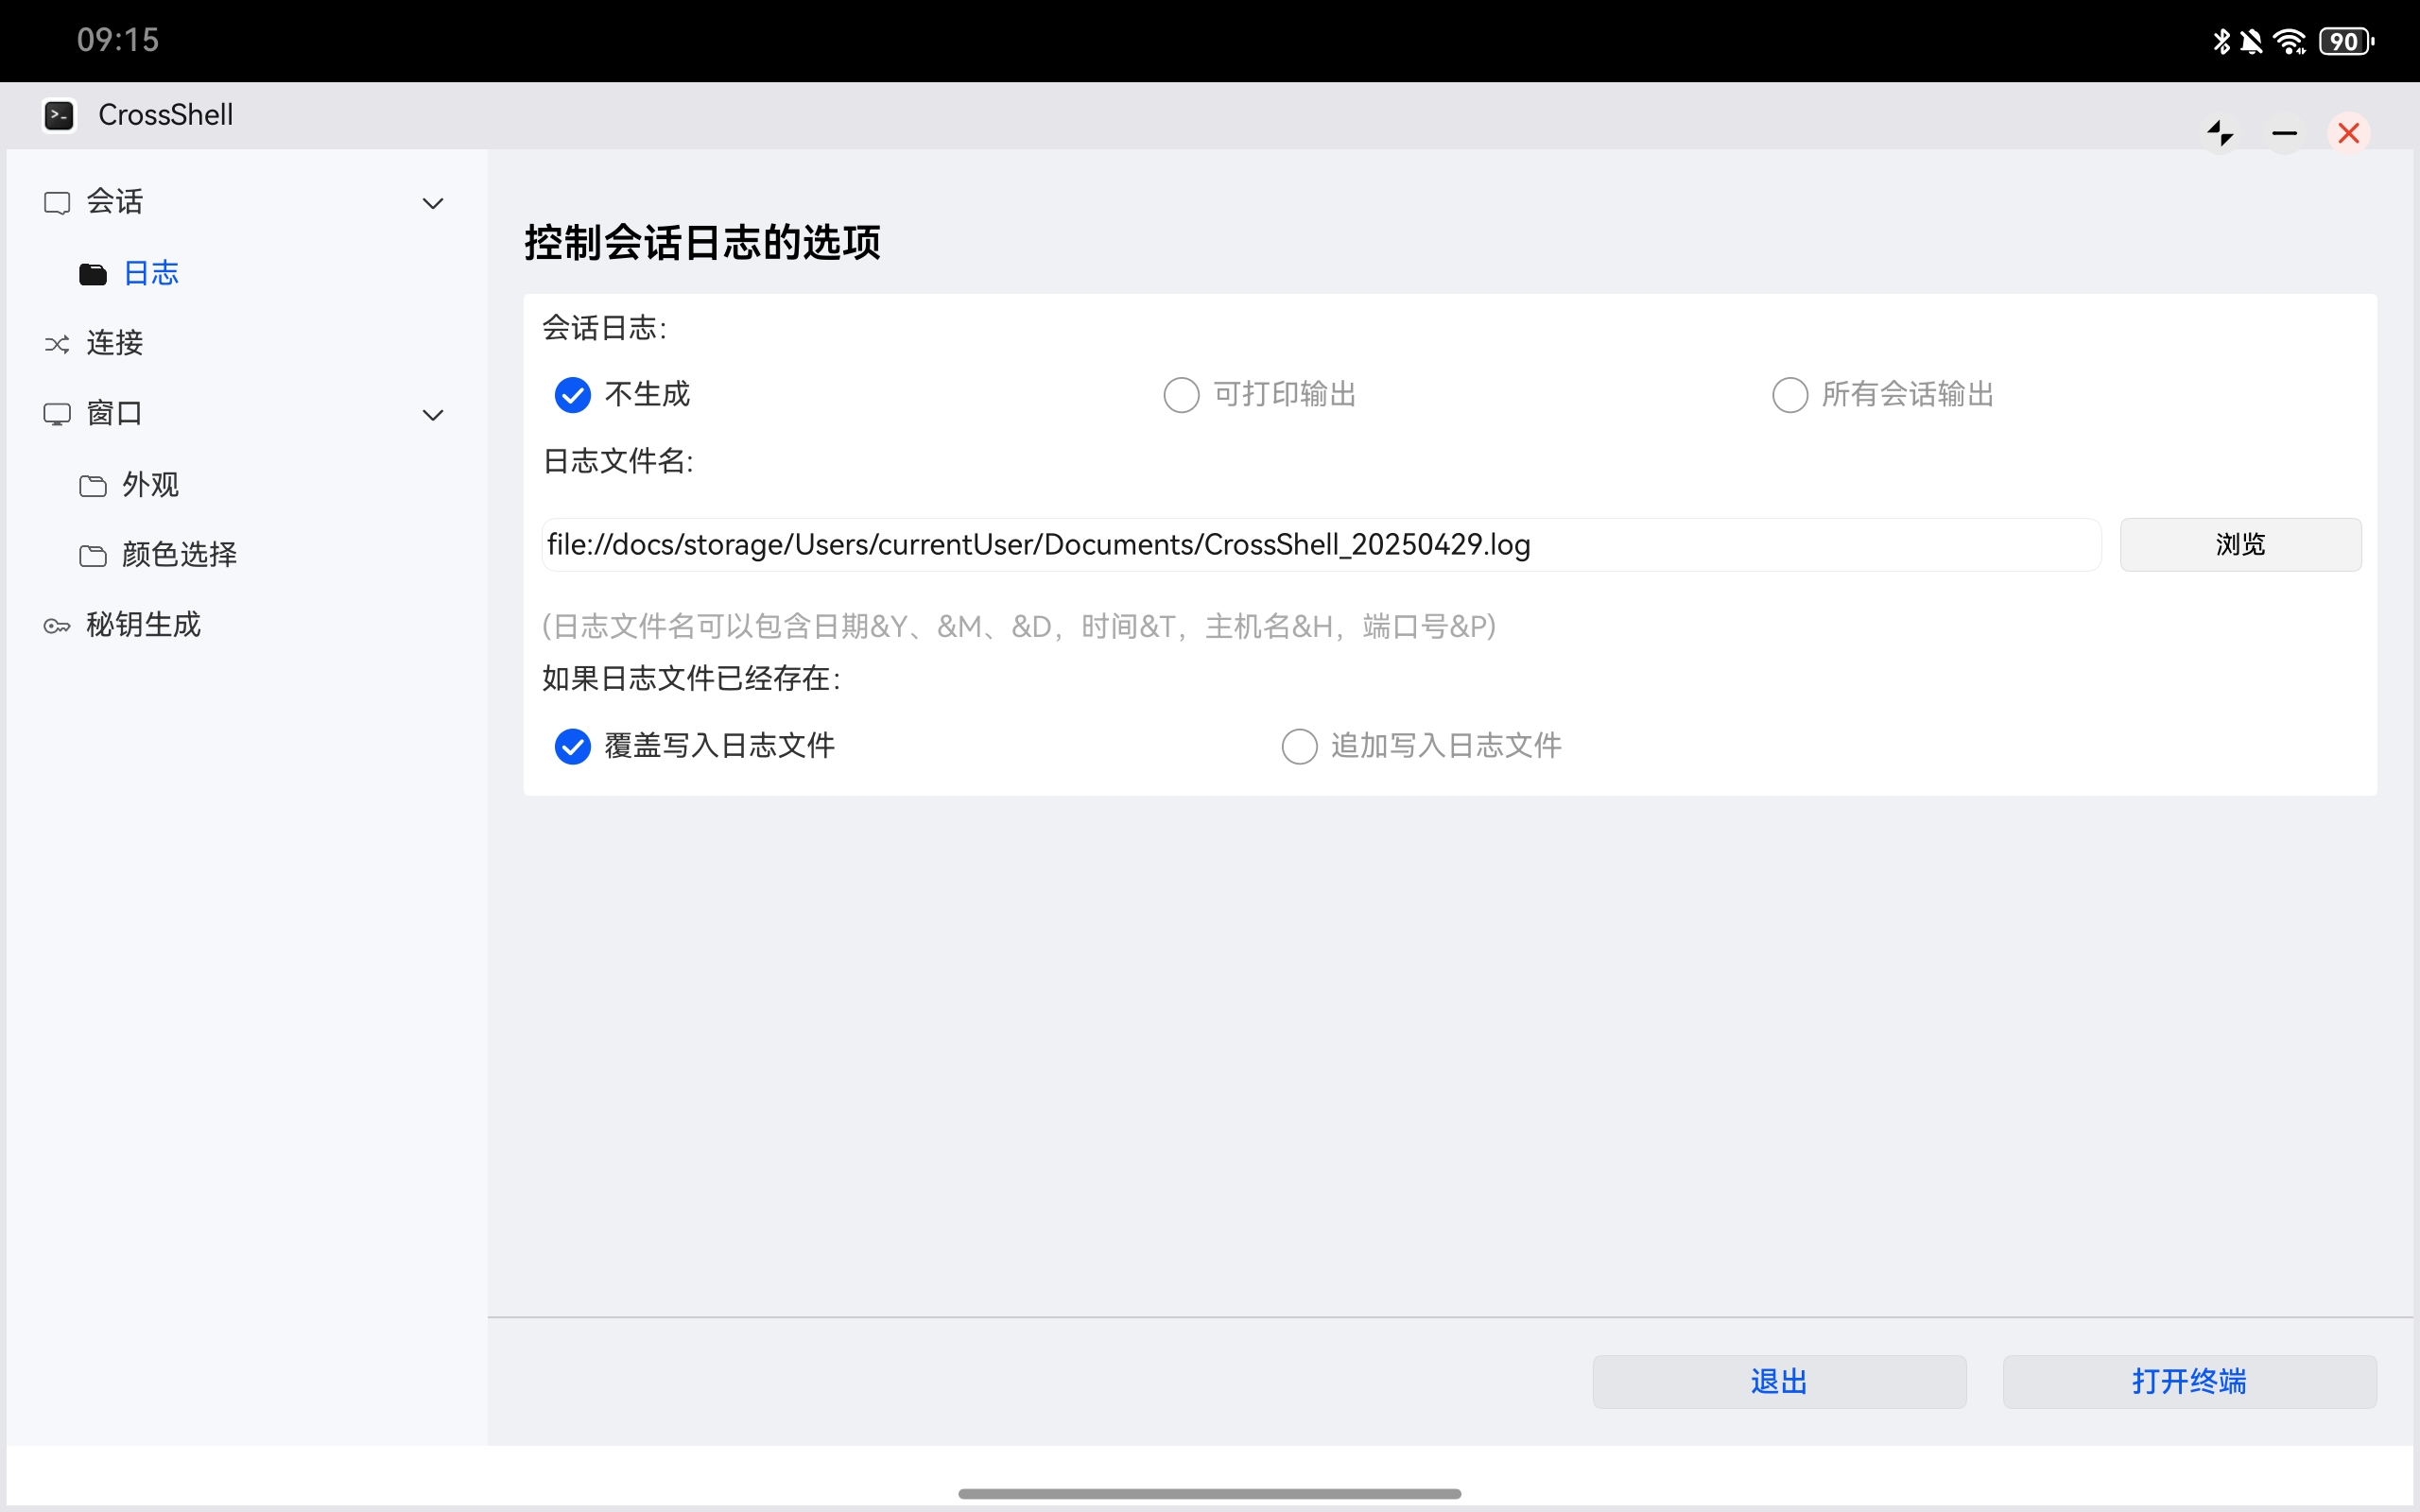 09:15
90
CrossShell
会话
日志
连接
窗口
外观
颜色选择
秘钥生成
控制会话日志的选项
会话日志:
不生成
可打印输出
所有会话输出
日志文件名:
file://docs/storage/Users/currentUser/Documents/CrossShell_20250429.log
浏览
(日志文件名可以包含日期&Y、&M、&D，时间&T，主机名&H，端口号&P)
如果日志文件已经存在:
覆盖写入日志文件
追加写入日志文件
退出
打开终端